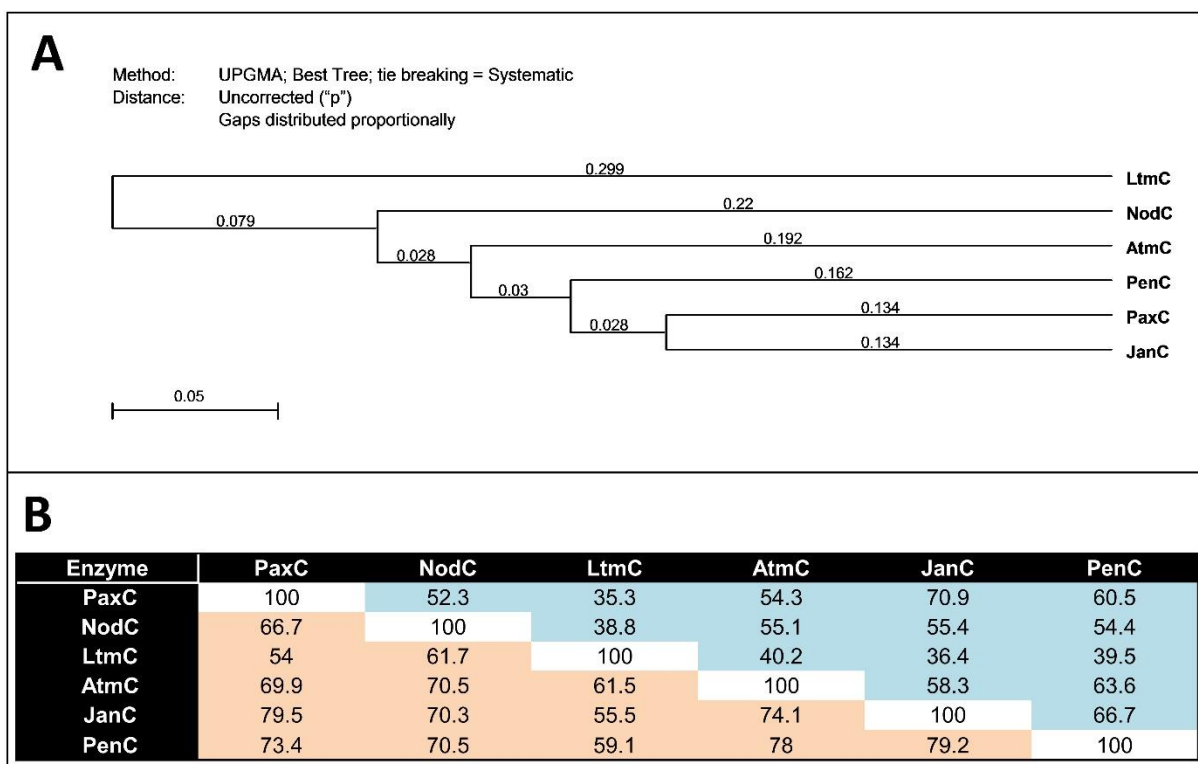 A
Method: UPGMA; Best Tree; tie breaking = Systematic
Distance: Uncorrected ("p")
Gaps distributed proportionally
0.299 LtmC
0.079
0.22 NodC
0.028
0.192 AtmC
0.03
0.162 PenC
0.028
0.134 PaxC
0.134 JanC
0.05
B
Enzyme PaxC NodC LtmC AtmC JanC PenC
PaxC 100 52.3 35.3 54.3 70.9 60.5
NodC 66.7 100 38.8 55.1 55.4 54.4
LtmC 54 61.7 100 40.2 36.4 39.5
AtmC 69.9 70.5 61.5 100 58.3 63.6
JanC 79.5 70.3 55.5 74.1 100 66.7
PenC 73.4 70.5 59.1 78 79.2 100